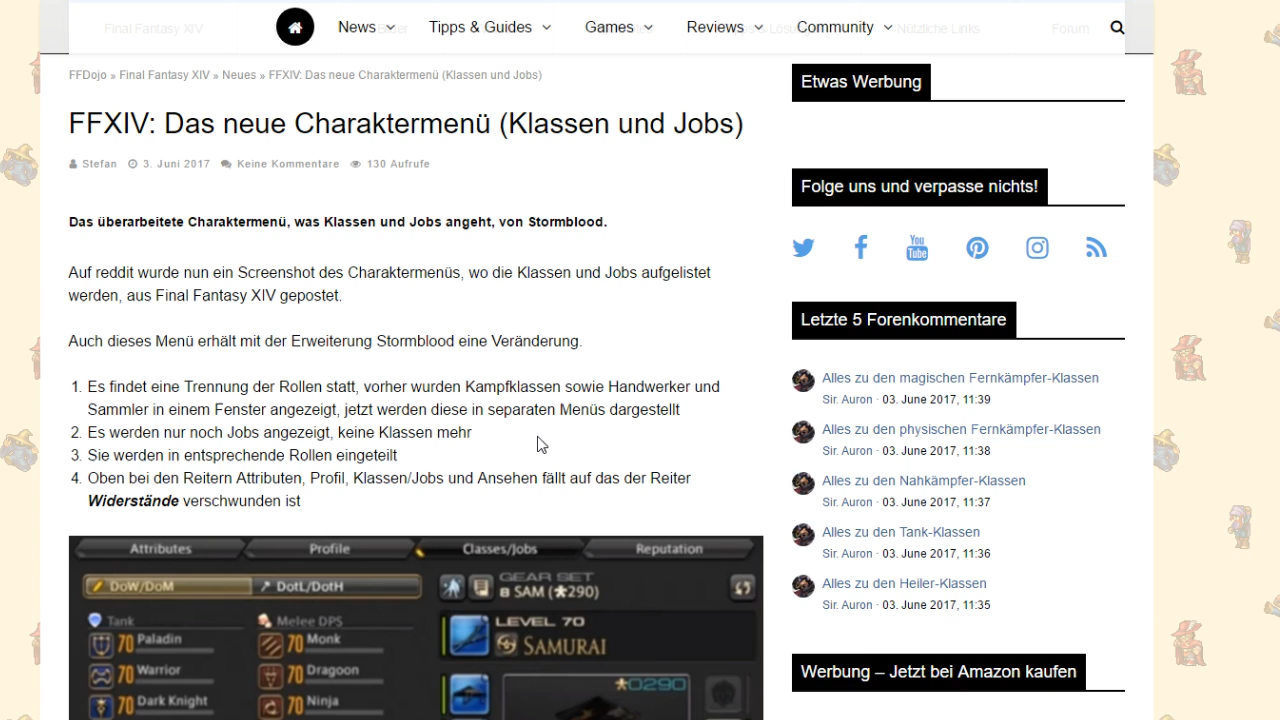 Final Fantasy XIV
News
Tipps & Guides
Games
Reviews
Community
Nützliche Links
Forum
FFDojo » Final Fantasy XIV » Neues » FFXIV: Das neue Charaktermenü (Klassen und Jobs)
FFXIV: Das neue Charaktermenü (Klassen und Jobs)
Stefan 3. Juni 2017 Keine Kommentare 130 Aufrufe
Das überarbeitete Charaktermenü, was Klassen und Jobs angeht, von Stormblood.
Auf reddit wurde nun ein Screenshot des Charaktermenüs, wo die Klassen und Jobs aufgelistet
werden, aus Final Fantasy XIV gepostet.
Auch dieses Menü erhält mit der Erweiterung Stormblood eine Veränderung.
1. Es findet eine Trennung der Rollen statt, vorher wurden Kampfklassen sowie Handwerker und
Sammler in einem Fenster angezeigt, jetzt werden diese in separaten Menüs dargestellt
2. Es werden nur noch Jobs angezeigt, keine Klassen mehr
3. Sie werden in entsprechende Rollen eingeteilt
4. Oben bei den Reitern Attributen, Profil, Klassen/Jobs und Ansehen fällt auf das der Reiter
Widerstände verschwunden ist
Attributes Profile Classes/Jobs Reputation
DoW/DoM DotL/DotH
Tank Melee DPS
70 Paladin 70 Monk
70 Warrior 70 Dragoon
70 Dark Knight 70 Ninja
GEAR SET
8 SAM (★290)
LEVEL 70
SAMURAI
★0290
Etwas Werbung
Folge uns und verpasse nichts!
You
Tube
Letzte 5 Forenkommentare
Alles zu den magischen Fernkämpfer-Klassen
Sir. Auron · 03. June 2017, 11:39
Alles zu den physischen Fernkämpfer-Klassen
Sir. Auron · 03. June 2017, 11:38
Alles zu den Nahkämpfer-Klassen
Sir. Auron · 03. June 2017, 11:37
Alles zu den Tank-Klassen
Sir. Auron · 03. June 2017, 11:36
Alles zu den Heiler-Klassen
Sir. Auron · 03. June 2017, 11:35
Werbung – Jetzt bei Amazon kaufen